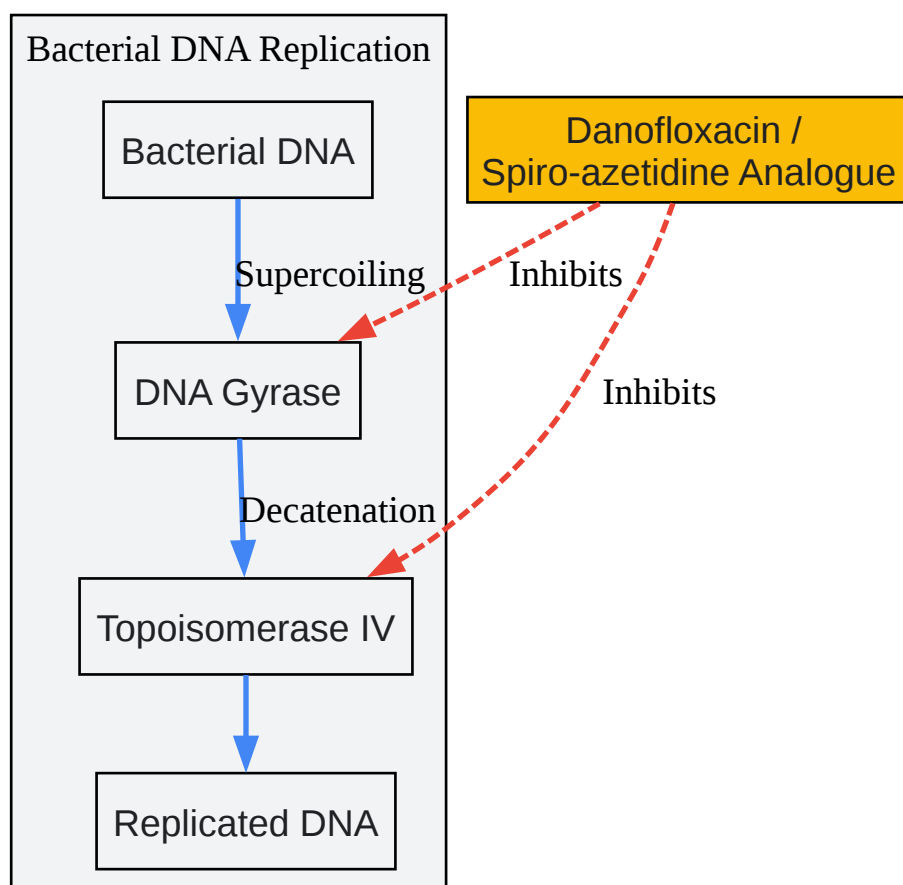 Bacterial DNA Replication
Bacterial DNA
Danofloxacin /
Spiro-azetidine Analogue
Supercoiling
Inhibits
DNA Gyrase
Inhibits
Decatenation
Topoisomerase IV
Replicated DNA